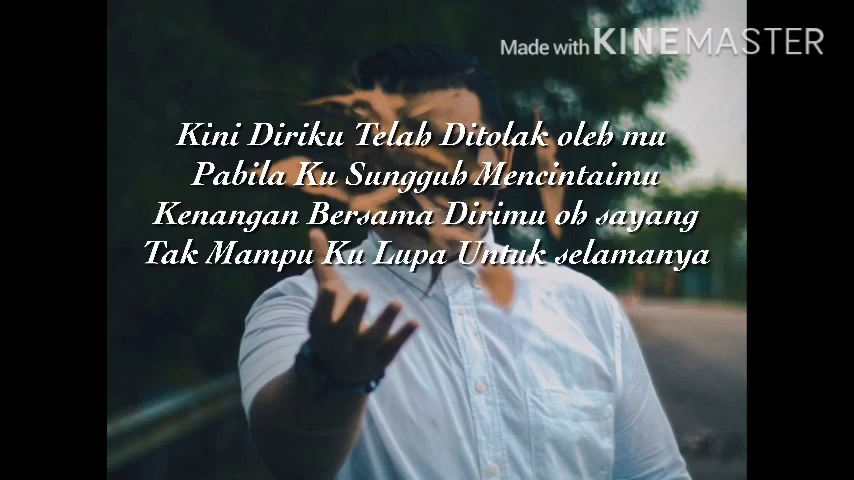 Made with KINEMASTER
Kini Diriku Telah Ditolak oleh mu
Pabila Ku Sungguh Mencintaimu
Kenangan Bersama Dirimu oh sayang
Tak Mampu Ku Lupa Untuk selamanya